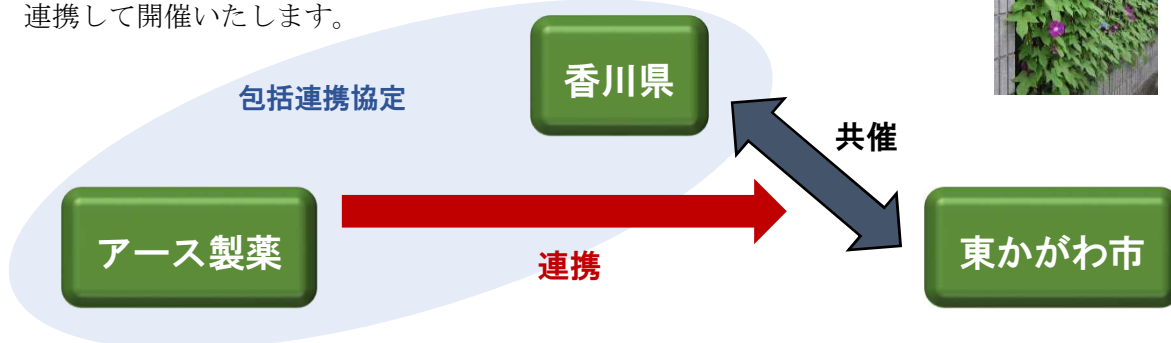 連携して開催いたします。
香川県
包括連携協定
共催
アース製薬
東かがわ市
連携